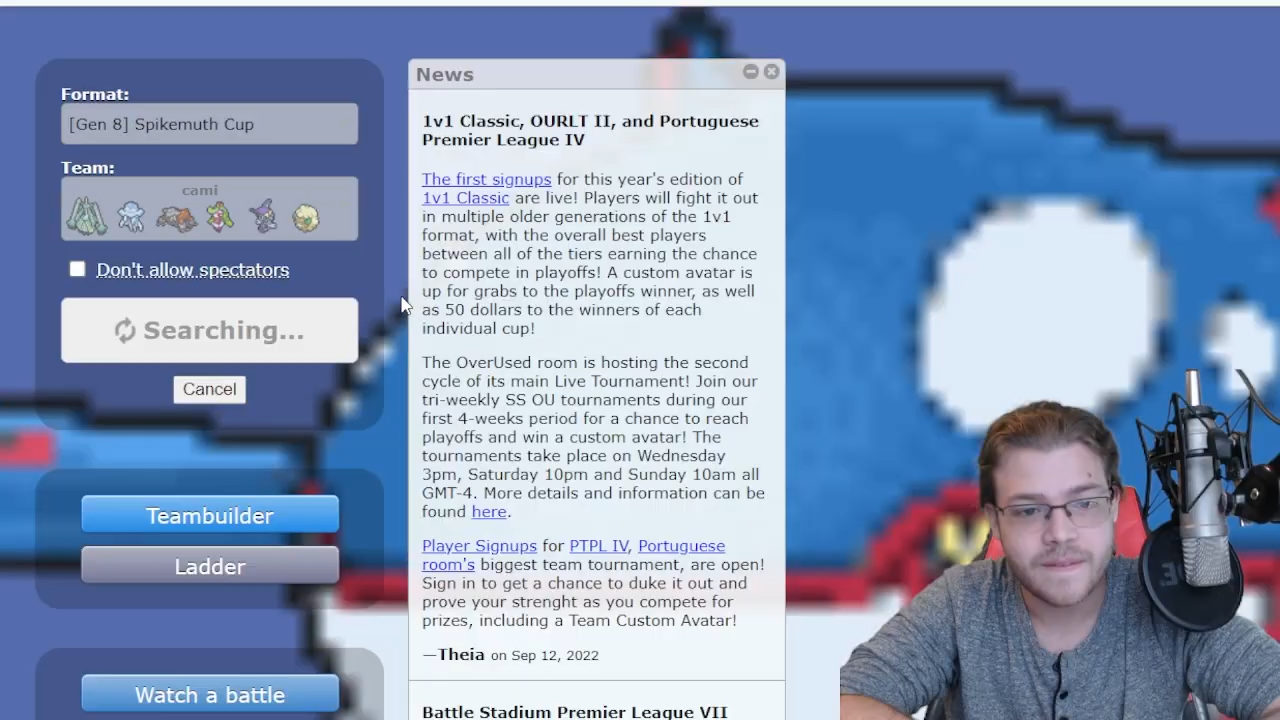 Format:
[Gen 8] Spikemuth Cup
Team:
cami
Don't allow spectators
Searching...
Cancel
Teambuilder
Ladder
Watch a battle
News
1v1 Classic, OURLT II, and Portuguese
Premier League IV
The first signups for this year's edition of
1v1 Classic are live! Players will fight it out
in multiple older generations of the 1v1
format, with the overall best players
between all of the tiers earning the chance
to compete in playoffs! A custom avatar is
up for grabs to the playoffs winner, as well
as 50 dollars to the winners of each
individual cup!
The OverUsed room is hosting the second
cycle of its main Live Tournament! Join our
tri-weekly SS OU tournaments during our
first 4-weeks period for a chance to reach
playoffs and win a custom avatar! The
tournaments take place on Wednesday
3pm, Saturday 10pm and Sunday 10am all
GMT-4. More details and information can be
found here.
Player Signups for PTPL IV, Portuguese
room's biggest team tournament, are open!
Sign in to get a chance to duke it out and
prove your strenght as you compete for
prizes, including a Team Custom Avatar!
—Theia on Sep 12, 2022
Battle Stadium Premier League VII